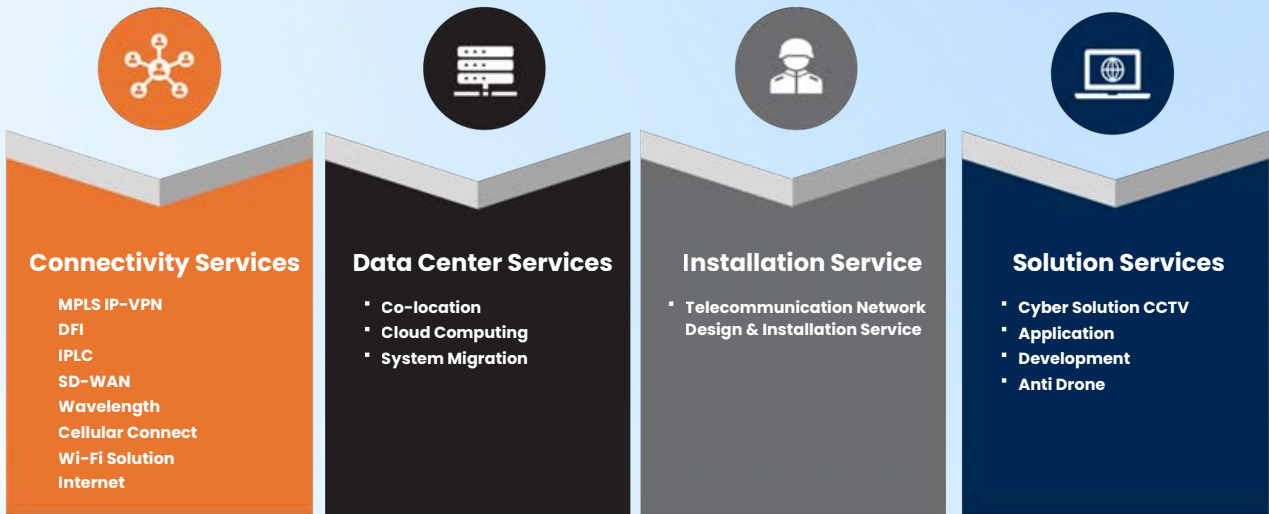 Connectivity Services
MPLS IP-VPN
DFI
IPLC
SD-WAN
Wavelength
Cellular Connect
Wi-Fi Solution
Internet
Data Center Services
▪ Co-location
▪ Cloud Computing
▪ System Migration
Installation Service
▪ Telecommunication Network
Design & Installation Service
Solution Services
▪ Cyber Solution CCTV
▪ Application
▪ Development
▪ Anti Drone